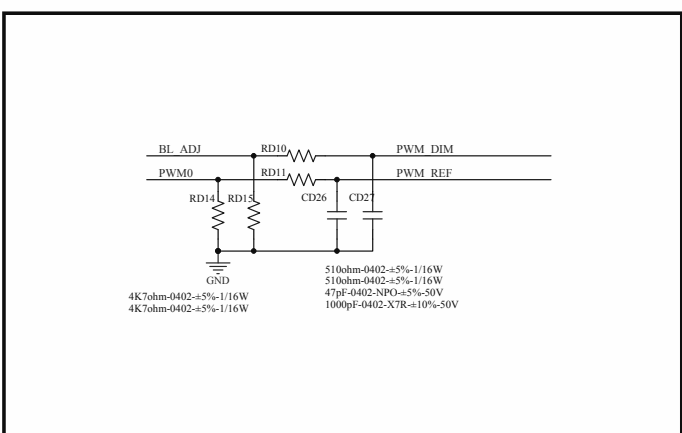 BL_ADJ RD10 PWM_DIM
PWM0 RD11 PWM_REF
RD14 RD15 CD26 CD27
GND
4K7ohm-0402-±5%-1/16W
4K7ohm-0402-±5%-1/16W
510ohm-0402-±5%-1/16W
510ohm-0402-±5%-1/16W
47pF-0402-NPO-±5%-50V
1000pF-0402-X7R-±10%-50V